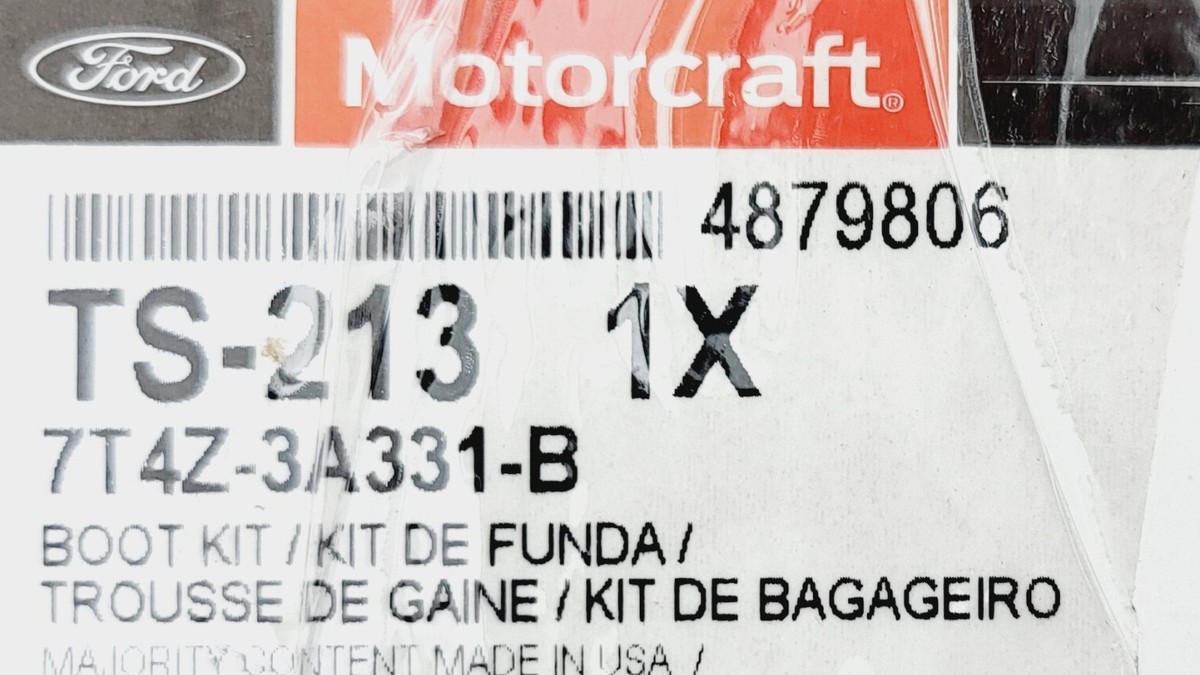 Ford Motorcraft®
4879806
TS-213 1X
7T4Z-3A331-B
BOOT KIT / KIT DE FUNDA /
TROUSSE DE GAINE / KIT DE BAGAGEIRO
MAJORITY CONTENT MADE IN USA /